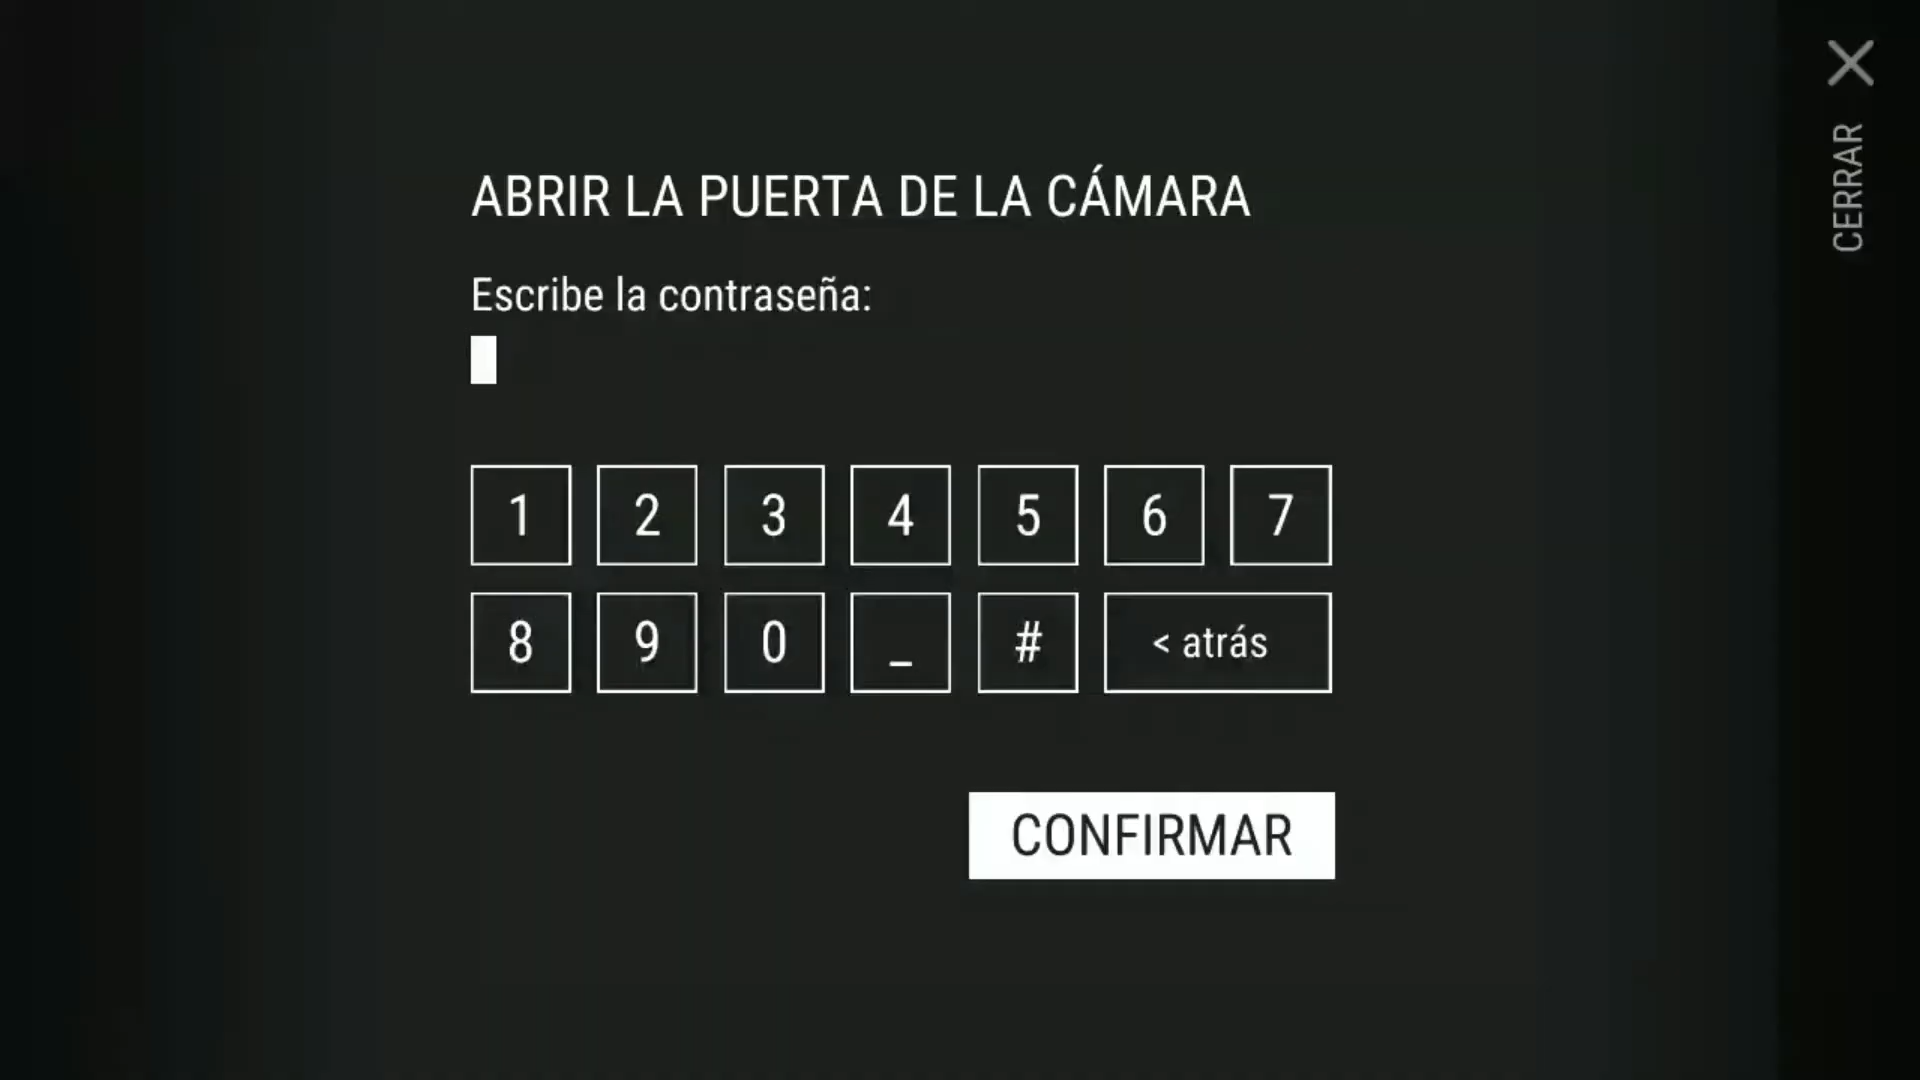 CERRAR
ABRIR LA PUERTA DE LA CÁMARA
Escribe la contraseña:
1 2 3 4 5 6 7
8 9 0 _ # < atrás
CONFIRMAR